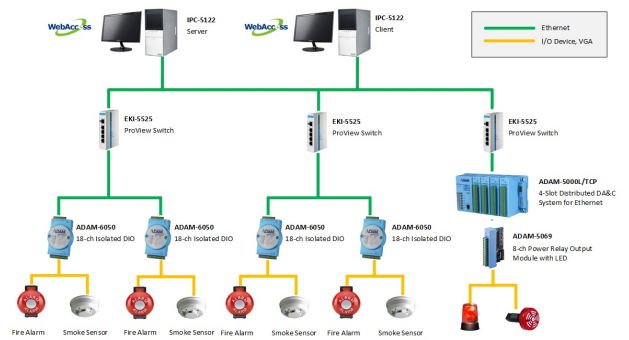 WebAccess
IPC-5122
Server
WebAccess
IPC-5122
Client
Ethernet
I/O Device, VGA
EKI-5525
ProView Switch
EKI-5525
ProView Switch
EKI-5525
ProView Switch
ADAM-5000L/TCP
4-Slot Distributed DA&C
System for Ethernet
ADAM-6050
18-ch Isolated DIO
ADAM-6050
18-ch Isolated DIO
ADAM-6050
18-ch Isolated DIO
ADAM-6050
18-ch Isolated DIO
ADAM-5069
8-ch Power Relay Output
Module with LED
Fire Alarm
Smoke Sensor
Fire Alarm
Smoke Sensor
Fire Alarm
Smoke Sensor
Fire Alarm
Smoke Sensor